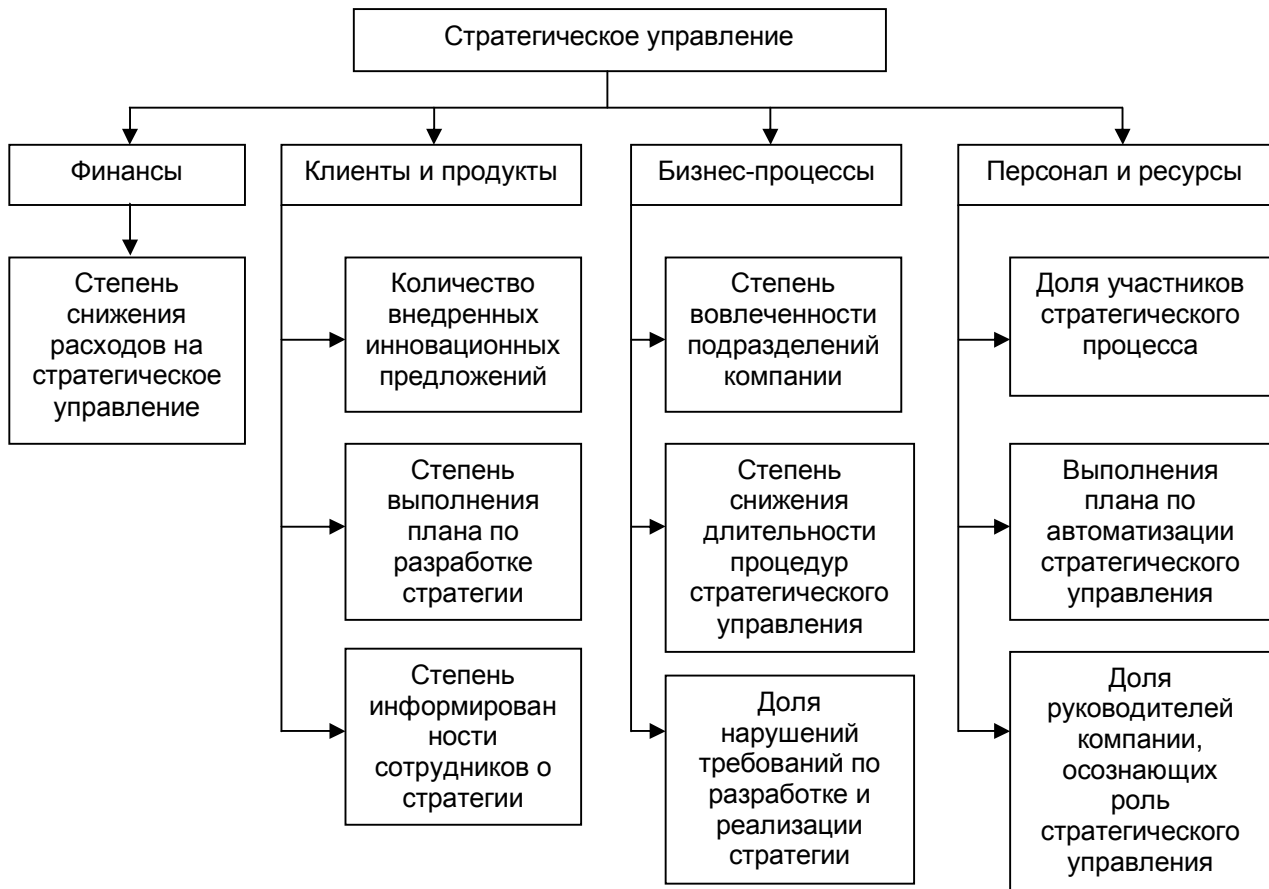 Стратегическое управление
Финансы
Клиенты и продукты
Бизнес-процессы
Персонал и ресурсы
Степень
снижения
расходов на
стратегическое
управление
Количество
внедренных
инновационных
предложений
Степень
вовлеченности
подразделений
компании
Доля участников
стратегического
процесса
Степень
выполнения
плана по
разработке
стратегии
Степень
снижения
длительности
процедур
стратегического
управления
Выполнения
плана по
автоматизации
стратегического
управления
Степень
информирован
ности
сотрудников о
стратегии
Доля
нарушений
требований по
разработке и
реализации
стратегии
Доля
руководителей
компании,
осознающих
роль
стратегического
управления